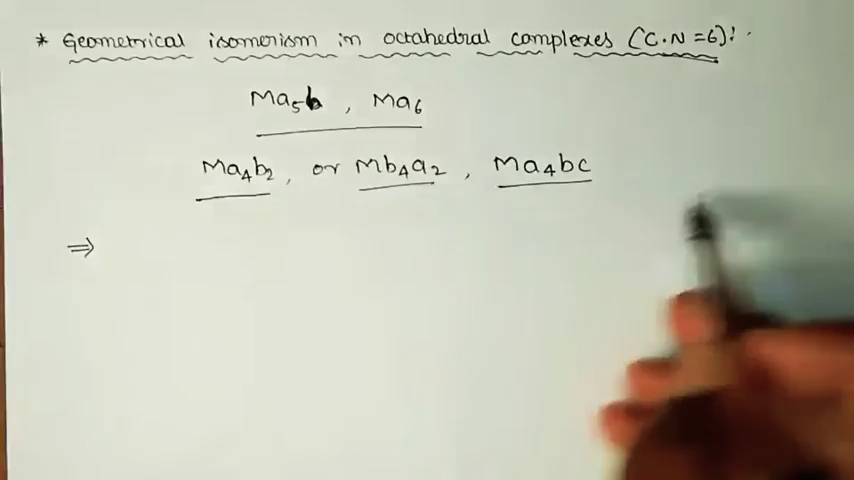 * Geometrical isomerism in octahedral complexes (C.N=6)!
Ma₅b , Ma₆
Ma₄b₂, or Mb₄a₂ , Ma₄bc
⇒